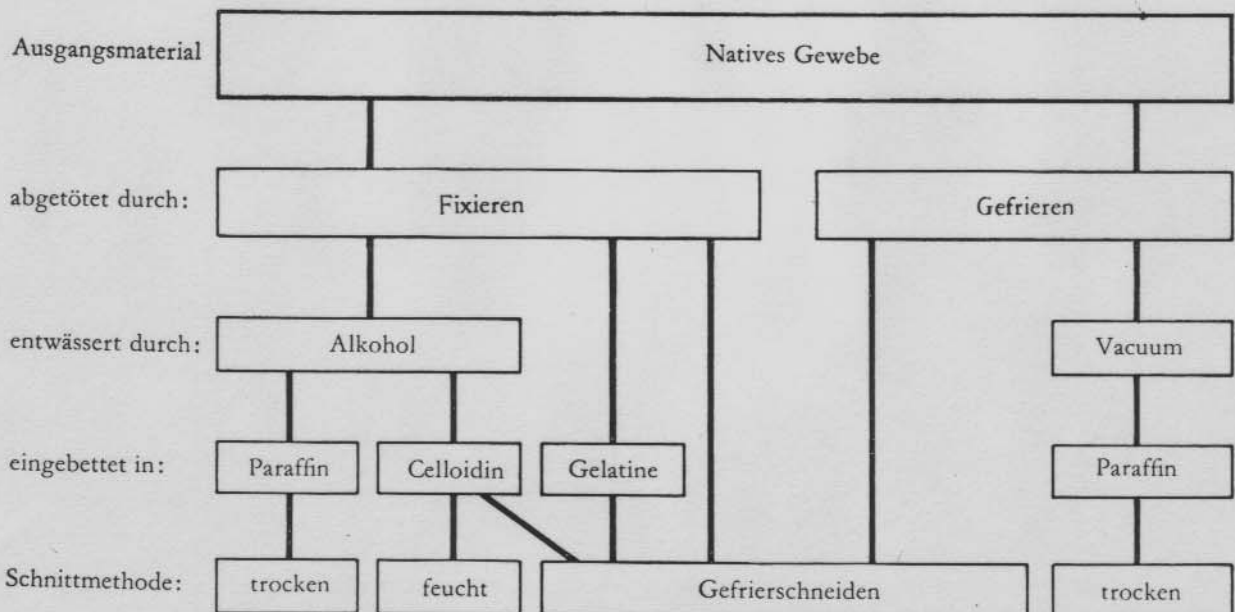 Ausgangsmaterial
Natives Gewebe
abgetötet durch:
Fixieren
Gefrieren
entwässert durch:
Alkohol
Vacuum
eingebettet in:
Paraffin
Celloidin
Gelatine
Paraffin
Schnittmethode:
trocken
feucht
Gefrierschneiden
trocken